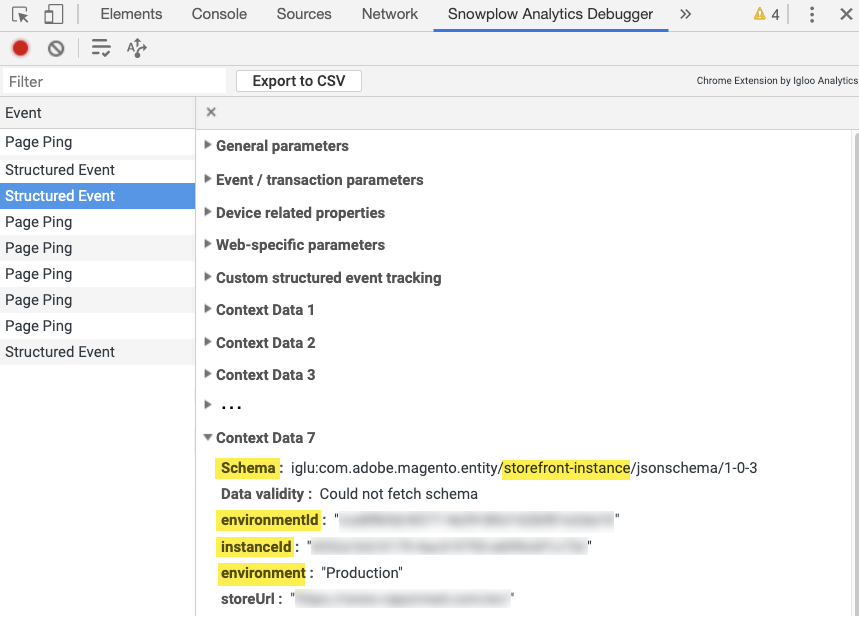 Elements Console Sources Network Snowplow Analytics Debugger 4
Filter Export to CSV Chrome Extension by Igloo Analytics
Event
Page Ping
Structured Event
Structured Event
Page Ping
Page Ping
Page Ping
Page Ping
Page Ping
Structured Event
General parameters
Event / transaction parameters
Device related properties
Web-specific parameters
Custom structured event tracking
Context Data 1
Context Data 2
Context Data 3
...
Context Data 7
Schema : iglu:com.adobe.magento.entity/storefront-instance/jsonschema/1-0-3
Data validity : Could not fetch schema
environmentId : " "
instanceId : " "
environment : "Production"
storeUrl : " "